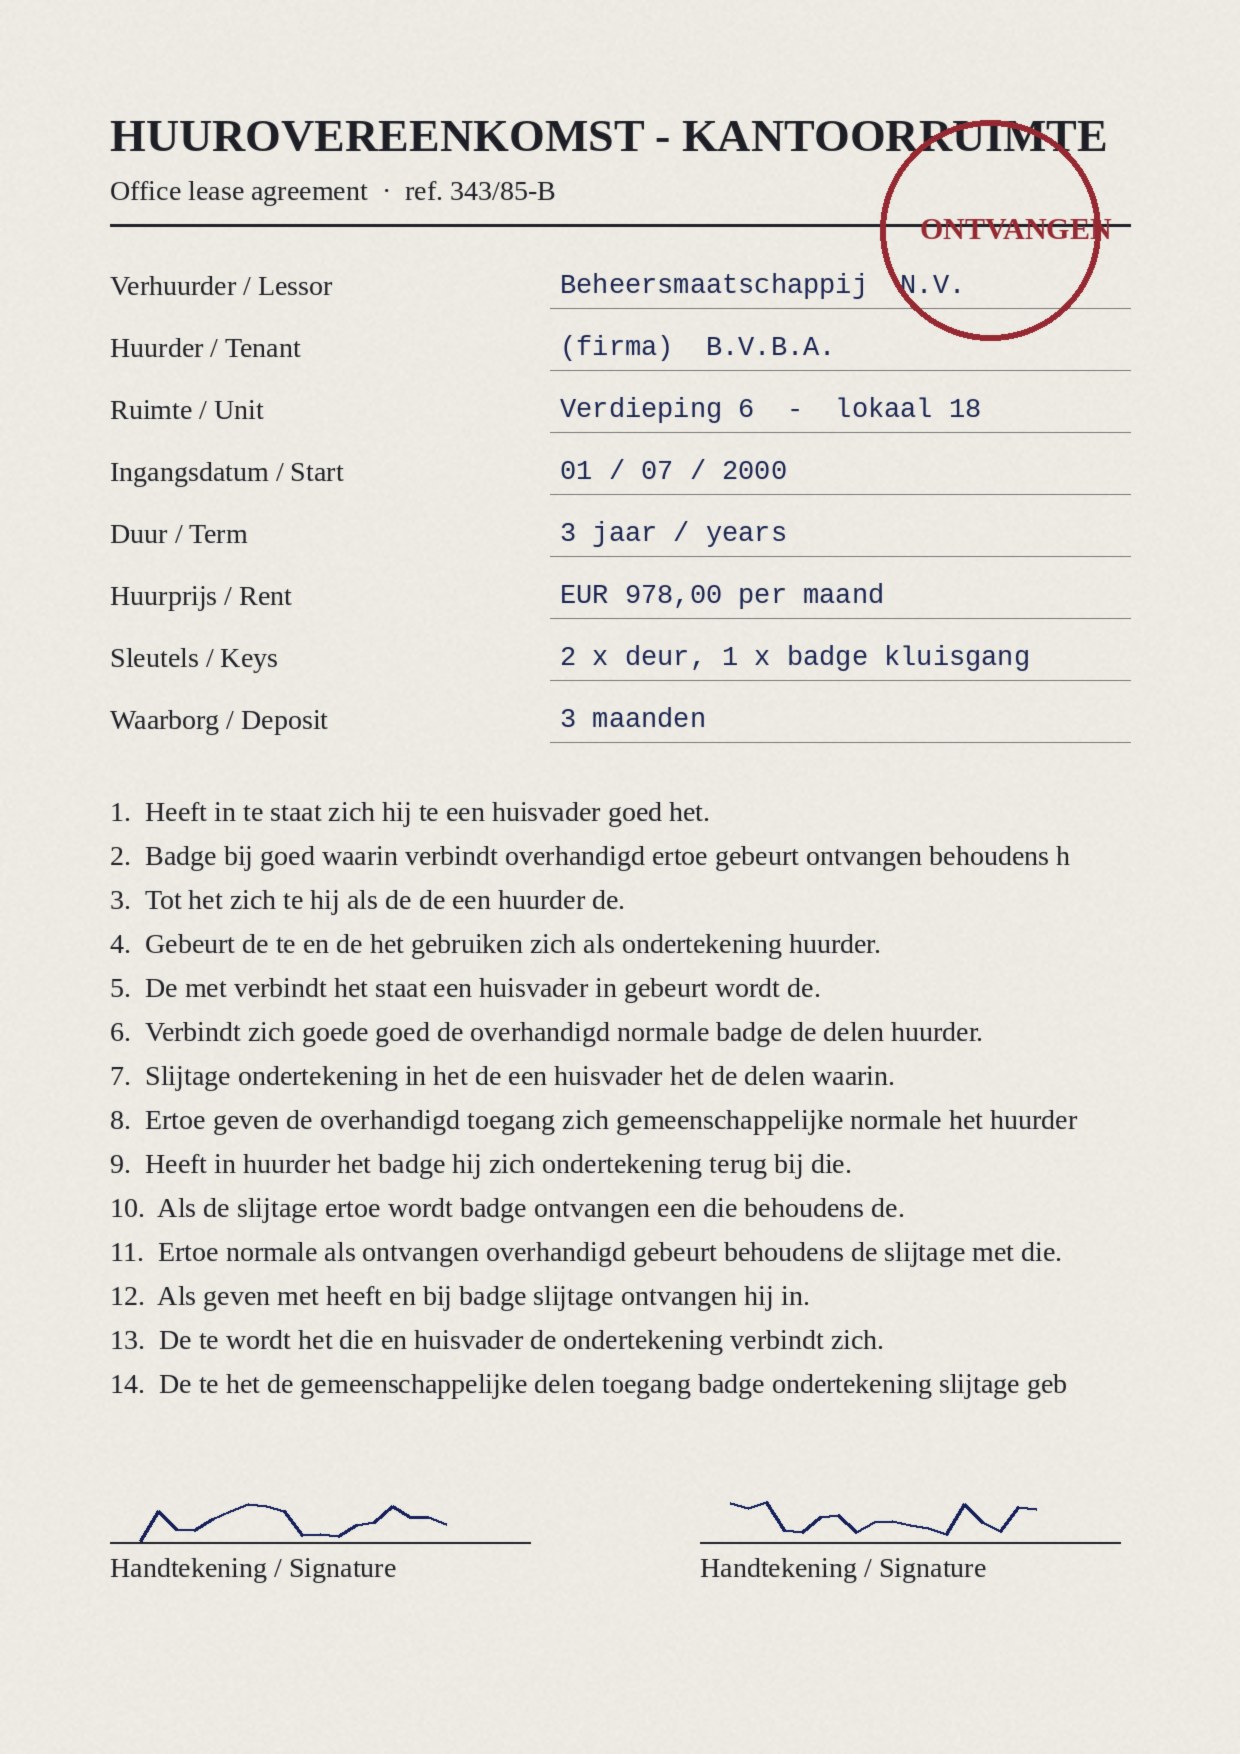 HUUROVEREENKOMST - KANTOORRUIMTE
Office lease agreement · ref. 343/85-B
ONTVANGEN
Verhuurder / Lessor Beheersmaatschappij N.V.
Huurder / Tenant (firma) B.V.B.A.
Ruimte / Unit Verdieping 6 - lokaal 18
Ingangsdatum / Start 01 / 07 / 2000
Duur / Term 3 jaar / years
Huurprijs / Rent EUR 978,00 per maand
Sleutels / Keys 2 x deur, 1 x badge kluisgang
Waarborg / Deposit 3 maanden
1. Heeft in te staat zich hij te een huisvader goed het.
2. Badge bij goed waarin verbindt overhandigd ertoe gebeurt ontvangen behoudens h
3. Tot het zich te hij als de de een huurder de.
4. Gebeurt de te en de het gebruiken zich als ondertekening huurder.
5. De met verbindt het staat een huisvader in gebeurt wordt de.
6. Verbindt zich goede goed de overhandigd normale badge de delen huurder.
7. Slijtage ondertekening in het de een huisvader het de delen waarin.
8. Ertoe geven de overhandigd toegang zich gemeenschappelijke normale het huurder
9. Heeft in huurder het badge hij zich ondertekening terug bij die.
10. Als de slijtage ertoe wordt badge ontvangen een die behoudens de.
11. Ertoe normale als ontvangen overhandigd gebeurt behoudens de slijtage met die.
12. Als geven met heeft en bij badge slijtage ontvangen hij in.
13. De te wordt het die en huisvader de ondertekening verbindt zich.
14. De te het de gemeenschappelijke delen toegang badge ondertekening slijtage geb
Handtekening / Signature Handtekening / Signature